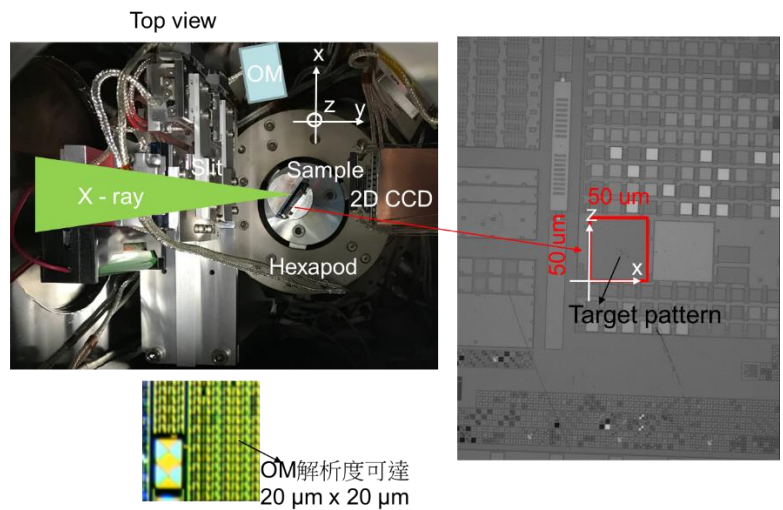 Top view
OM
x
z
y
Slit
Sample
X - ray
2D CCD
Hexapod
50 um
50 um
z
x
Target pattern
OM解析度可達
20 μm x 20 μm